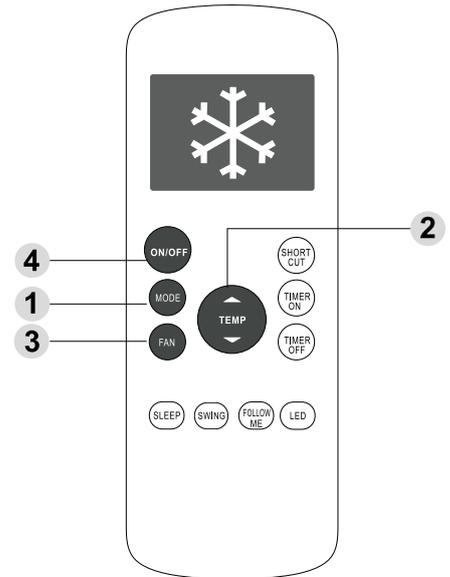 2
4
ON/OFF
SHORT
CUT
1
MODE
TEMP
TIMER
ON
3
FAN
TIMER
OFF
SLEEP
SWING
FOLLOW
ME
LED